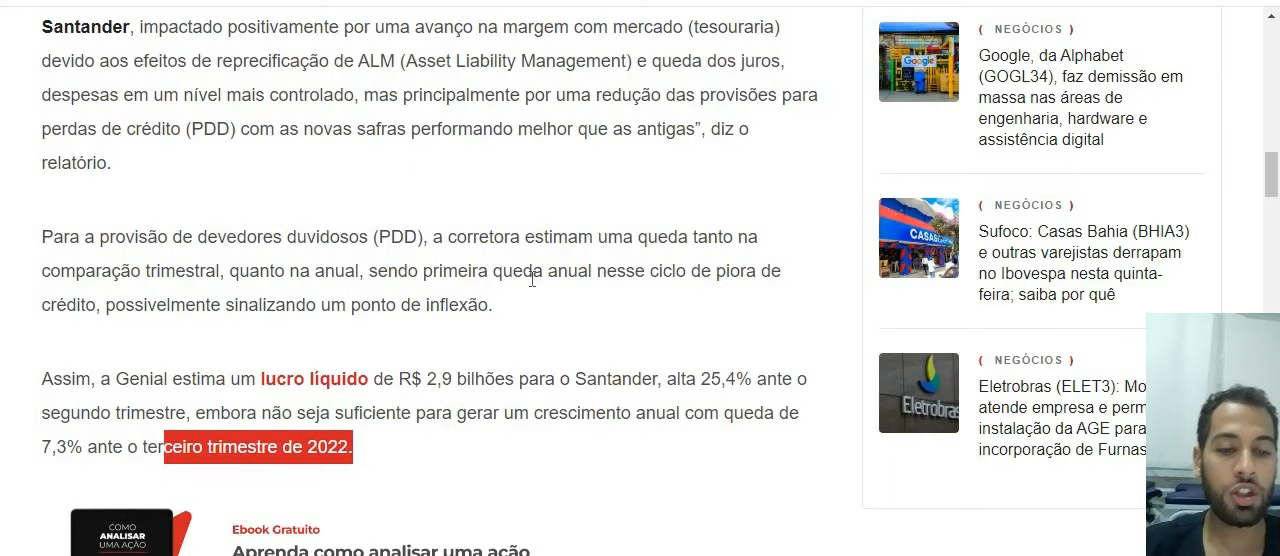 Santander, impactado positivamente por uma avanço na margem com mercado (tesouraria)
devido aos efeitos de reprecificação de ALM (Asset Liability Management) e queda dos juros,
despesas em um nível mais controlado, mas principalmente por uma redução das provisões para
perdas de crédito (PDD) com as novas safras performando melhor que as antigas”, diz o
relatório.
Para a provisão de devedores duvidosos (PDD), a corretora estimam uma queda tanto na
comparação trimestral, quanto na anual, sendo primeira queda anual nesse ciclo de piora de
crédito, possivelmente sinalizando um ponto de inflexão.
Assim, a Genial estima um lucro líquido de R$ 2,9 bilhões para o Santander, alta 25,4% ante o
segundo trimestre, embora não seja suficiente para gerar um crescimento anual com queda de
7,3% ante o terceiro trimestre de 2022.
COMO
ANALISAR
UMA AÇÃO
Ebook Gratuito
Aprenda como analisar uma ação
( NEGÓCIOS )
Google
Google, da Alphabet
(GOGL34), faz demissão em
massa nas áreas de
engenharia, hardware e
assistência digital
( NEGÓCIOS )
CASAS
Sufoco: Casas Bahia (BHIA3)
e outras varejistas derrapam
no Ibovespa nesta quinta-
feira; saiba por quê
( NEGÓCIOS )
Eletrobras
Eletrobras (ELET3): Mo
atende empresa e perm
instalação da AGE para
incorporação de Furnas